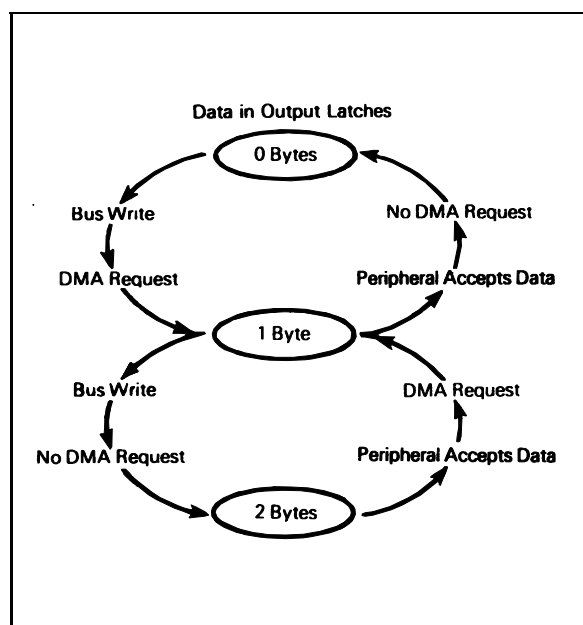 Data in Output Latches
0 Bytes
Bus Write
No DMA Request
DMA Request
Peripheral Accepts Data
1 Byte
Bus Write
DMA Request
No DMA Request
Peripheral Accepts Data
2 Bytes